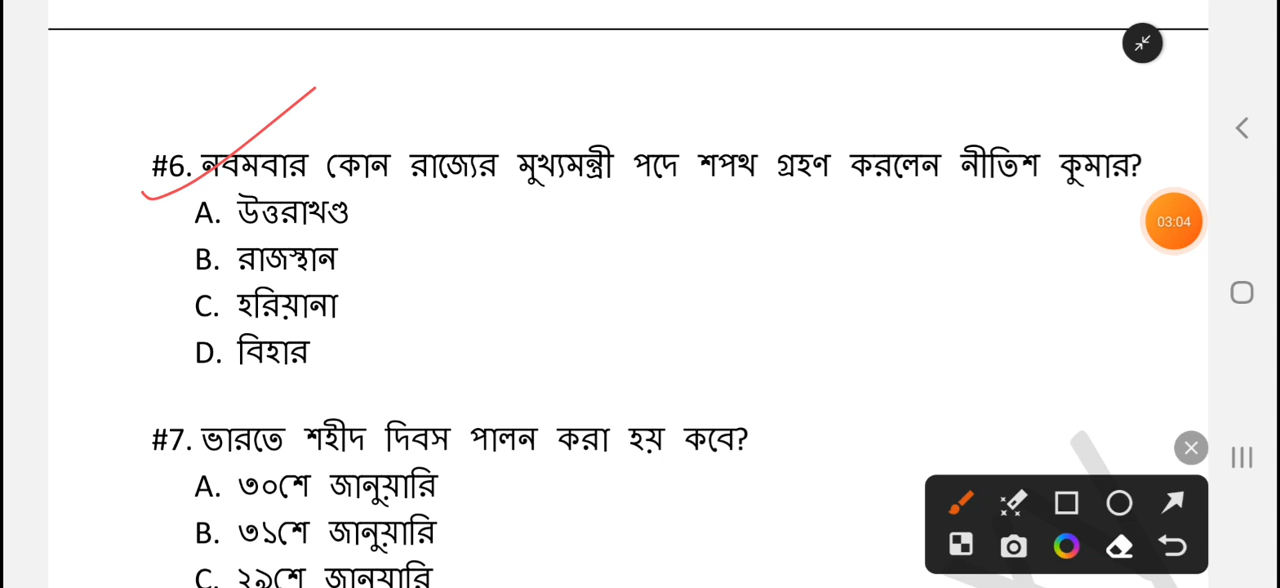 #6. নবমবার কোন রাজ্যের মুখ্যমন্ত্রী পদে শপথ গ্রহণ করলেন নীতিশ কুমার?
A. উত্তরাখণ্ড
B. রাজস্থান
C. হরিয়ানা
D. বিহার
03:04
#7. ভারতে শহীদ দিবস পালন করা হয় কবে?
A. ৩০শে জানুয়ারি
B. ৩১শে জানুয়ারি
C. ২৯শে জানুয়ারি